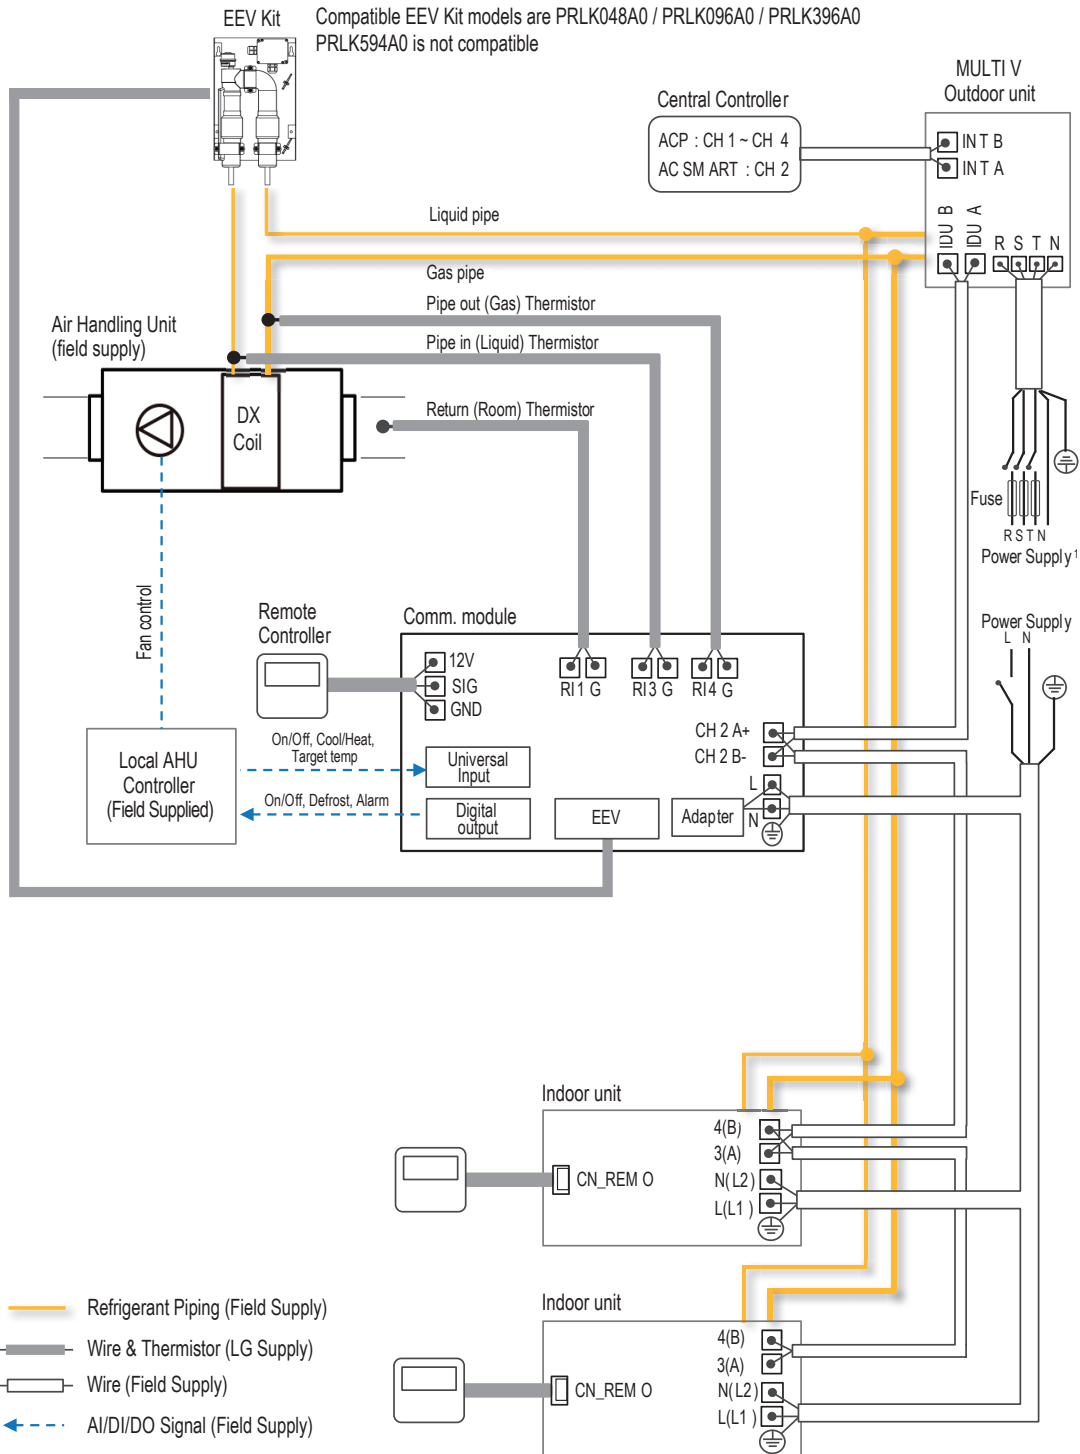 EEV Kit
Compatible EEV Kit models are PRLK048A0 / PRLK096A0 / PRLK396A0
PRLK594A0 is not compatible
MULTI V
Outdoor unit
Central Controller
ACP : CH 1 ~ CH 4
AC SM ART : CH 2
INT B
INT A
IDU B
IDU A
R S T N
Liquid pipe
Gas pipe
Pipe out (Gas) Thermistor
Pipe in (Liquid) Thermistor
Return (Room) Thermistor
Air Handling Unit
(field supply)
DX
Coil
Fuse
R S T N
Power Supply 1
Fan control
Remote
Controller
Comm. module
12V
SIG
GND
RI 1 G
RI 3 G
RI 4 G
Power Supply
L N
CH 2 A+
CH 2 B-
L
N
Adapter
EEV
Universal
Input
Digital
output
On/Off, Cool/Heat,
Target temp
On/Off, Defrost, Alarm
Local AHU
Controller
(Field Supplied)
Indoor unit
4(B)
3(A)
N(L2)
L(L1 )
CN_REM O
Indoor unit
4(B)
3(A)
N(L2)
L(L1 )
CN_REM O
Refrigerant Piping (Field Supply)
Wire & Thermistor (LG Supply)
Wire (Field Supply)
AI/DI/DO Signal (Field Supply)